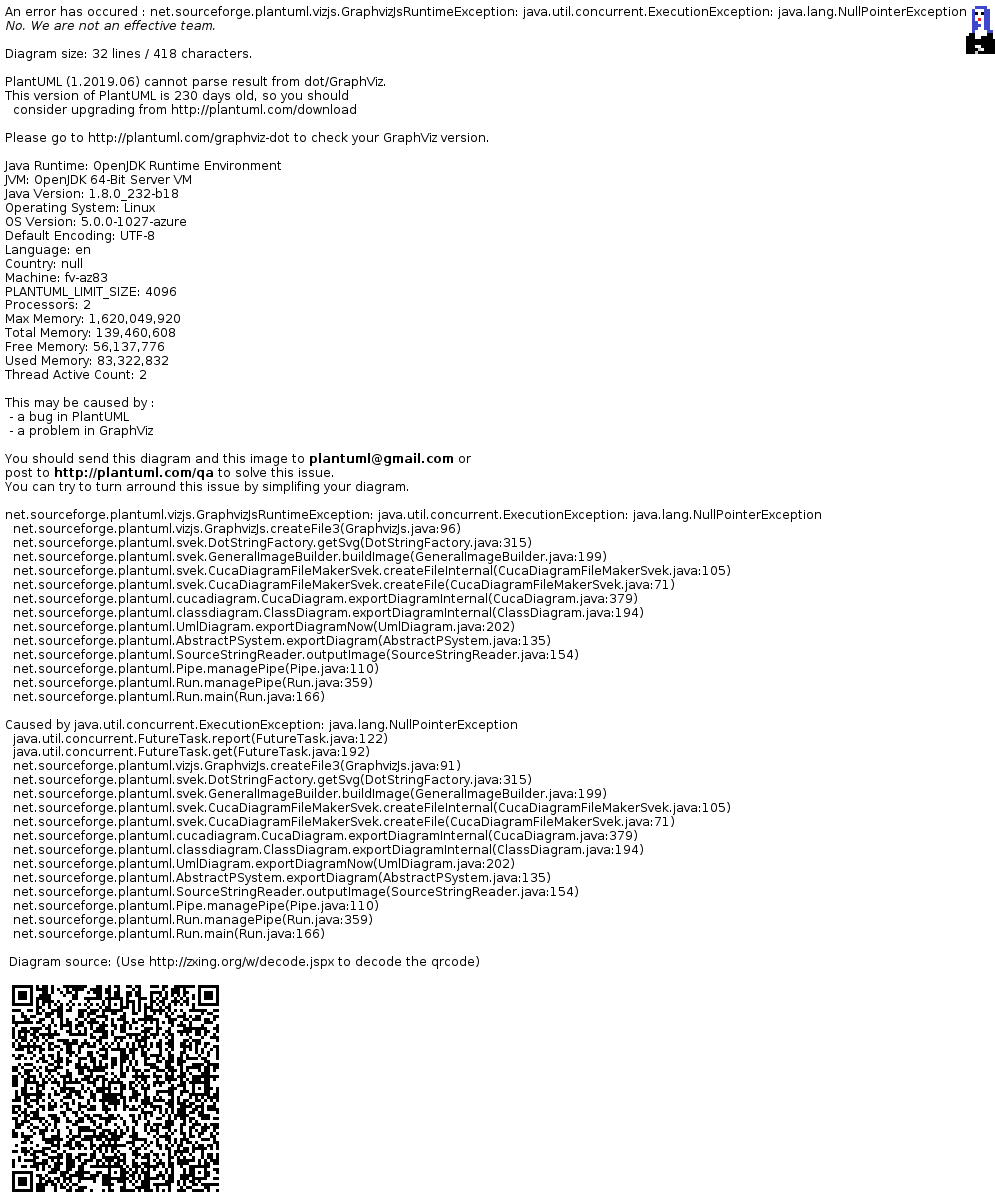 An error has occured : net.sourceforge.plantuml.vizjs.GraphvizJsRuntimeException: java.util.concurrent.ExecutionException: java.lang.NullPointerException
No. We are not an effective team.
Diagram size: 32 lines / 418 characters.
PlantUML (1.2019.06) cannot parse result from dot/GraphViz.
This version of PlantUML is 230 days old, so you should
consider upgrading from http://plantuml.com/download
Please go to http://plantuml.com/graphviz-dot to check your GraphViz version.
Java Runtime: OpenJDK Runtime Environment
JVM: OpenJDK 64-Bit Server VM
Java Version: 1.8.0_232-b18
Operating System: Linux
OS Version: 5.0.0-1027-azure
Default Encoding: UTF-8
Language: en
Country: null
Machine: fv-az83
PLANTUML_LIMIT_SIZE: 4096
Processors: 2
Max Memory: 1,620,049,920
Total Memory: 139,460,608
Free Memory: 56,137,776
Used Memory: 83,322,832
Thread Active Count: 2
This may be caused by :
- a bug in PlantUML
- a problem in GraphViz
You should send this diagram and this image to plantuml@gmail.com or
post to http://plantuml.com/qa to solve this issue.
You can try to turn arround this issue by simplifing your diagram.
net.sourceforge.plantuml.vizjs.GraphvizJsRuntimeException: java.util.concurrent.ExecutionException: java.lang.NullPointerException
net.sourceforge.plantuml.vizjs.GraphvizJs.createFile3(GraphvizJs.java:96)
net.sourceforge.plantuml.svek.DotStringFactory.getSvg(DotStringFactory.java:315)
net.sourceforge.plantuml.svek.GeneralImageBuilder.buildImage(GeneralImageBuilder.java:199)
net.sourceforge.plantuml.svek.CucaDiagramFileMakerSvek.createFileInternal(CucaDiagramFileMakerSvek.java:105)
net.sourceforge.plantuml.svek.CucaDiagramFileMakerSvek.createFile(CucaDiagramFileMakerSvek.java:71)
net.sourceforge.plantuml.cucadiagram.CucaDiagram.exportDiagramInternal(CucaDiagram.java:379)
net.sourceforge.plantuml.classdiagram.ClassDiagram.exportDiagramInternal(ClassDiagram.java:194)
net.sourceforge.plantuml.UmlDiagram.exportDiagramNow(UmlDiagram.java:202)
net.sourceforge.plantuml.AbstractPSystem.exportDiagram(AbstractPSystem.java:135)
net.sourceforge.plantuml.SourceStringReader.outputImage(SourceStringReader.java:154)
net.sourceforge.plantuml.Pipe.managePipe(Pipe.java:110)
net.sourceforge.plantuml.Run.managePipe(Run.java:359)
net.sourceforge.plantuml.Run.main(Run.java:166)
Caused by java.util.concurrent.ExecutionException: java.lang.NullPointerException
java.util.concurrent.FutureTask.report(FutureTask.java:122)
java.util.concurrent.FutureTask.get(FutureTask.java:192)
net.sourceforge.plantuml.vizjs.GraphvizJs.createFile3(GraphvizJs.java:91)
net.sourceforge.plantuml.svek.DotStringFactory.getSvg(DotStringFactory.java:315)
net.sourceforge.plantuml.svek.GeneralImageBuilder.buildImage(GeneralImageBuilder.java:199)
net.sourceforge.plantuml.svek.CucaDiagramFileMakerSvek.createFileInternal(CucaDiagramFileMakerSvek.java:105)
net.sourceforge.plantuml.svek.CucaDiagramFileMakerSvek.createFile(CucaDiagramFileMakerSvek.java:71)
net.sourceforge.plantuml.cucadiagram.CucaDiagram.exportDiagramInternal(CucaDiagram.java:379)
net.sourceforge.plantuml.classdiagram.ClassDiagram.exportDiagramInternal(ClassDiagram.java:194)
net.sourceforge.plantuml.UmlDiagram.exportDiagramNow(UmlDiagram.java:202)
net.sourceforge.plantuml.AbstractPSystem.exportDiagram(AbstractPSystem.java:135)
net.sourceforge.plantuml.SourceStringReader.outputImage(SourceStringReader.java:154)
net.sourceforge.plantuml.Pipe.managePipe(Pipe.java:110)
net.sourceforge.plantuml.Run.managePipe(Run.java:359)
net.sourceforge.plantuml.Run.main(Run.java:166)
Diagram source: (Use http://zxing.org/w/decode.jspx to decode the qrcode)